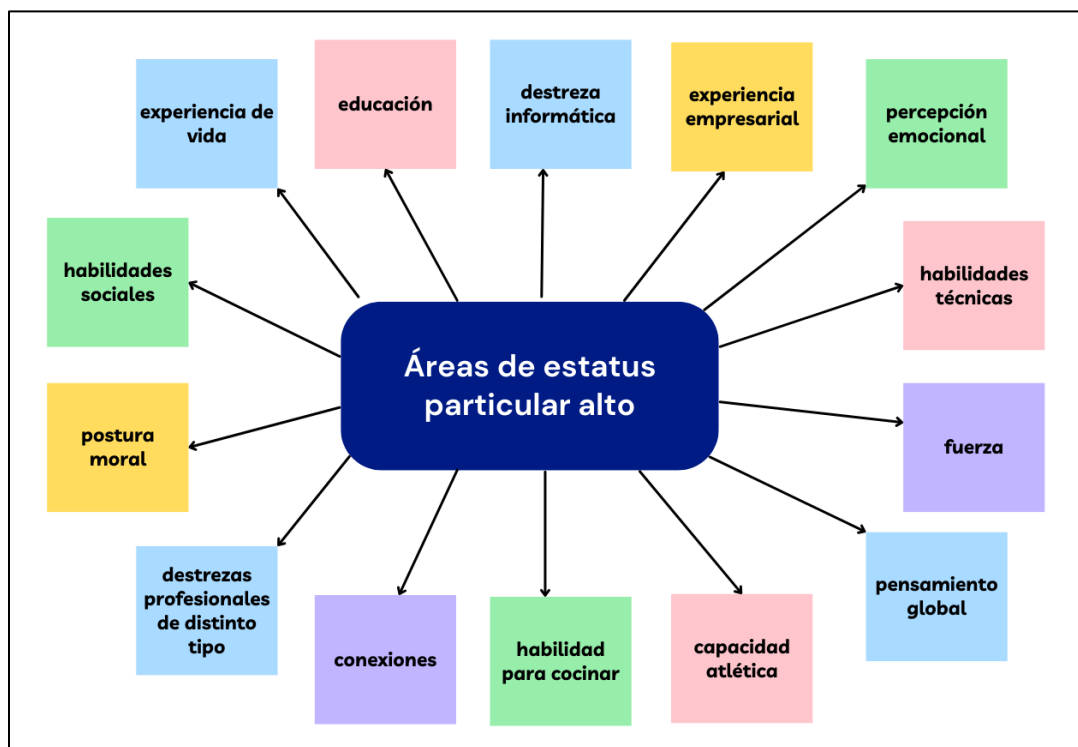 experiencia de
vida
educación
destreza
informática
experiencia
empresarial
percepción
emocional
habilidades
sociales
habilidades
técnicas
Áreas de estatus
particular alto
postura
moral
fuerza
destrezas
profesionales
de distinto
tipo
conexiones
habilidad
para cocinar
capacidad
atlética
pensamiento
global